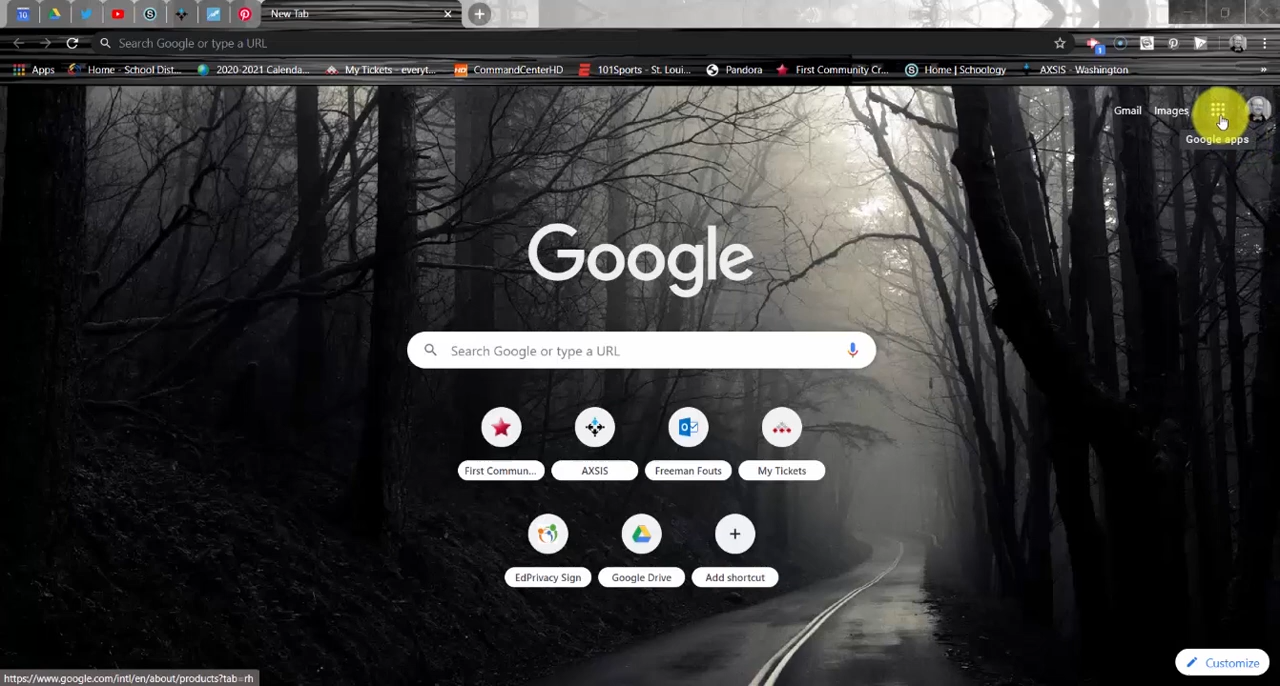 10
New Tab
Search Google or type a URL
1
Apps
Home - School Dist...
2020-2021 Calenda...
My Tickets - everyt...
HD
CommandCenterHD
101Sports - St. Loui...
Pandora
First Community Cr...
S
Home | Schoology
AXSIS - Washington
»
Gmail
Images
Google apps
Google
Search Google or type a URL
First Commun...
AXSIS
Freeman Fouts
My Tickets
EdPrivacy Sign
Google Drive
Add shortcut
Customize
https://www.google.com/intl/en/about/products?tab=rh